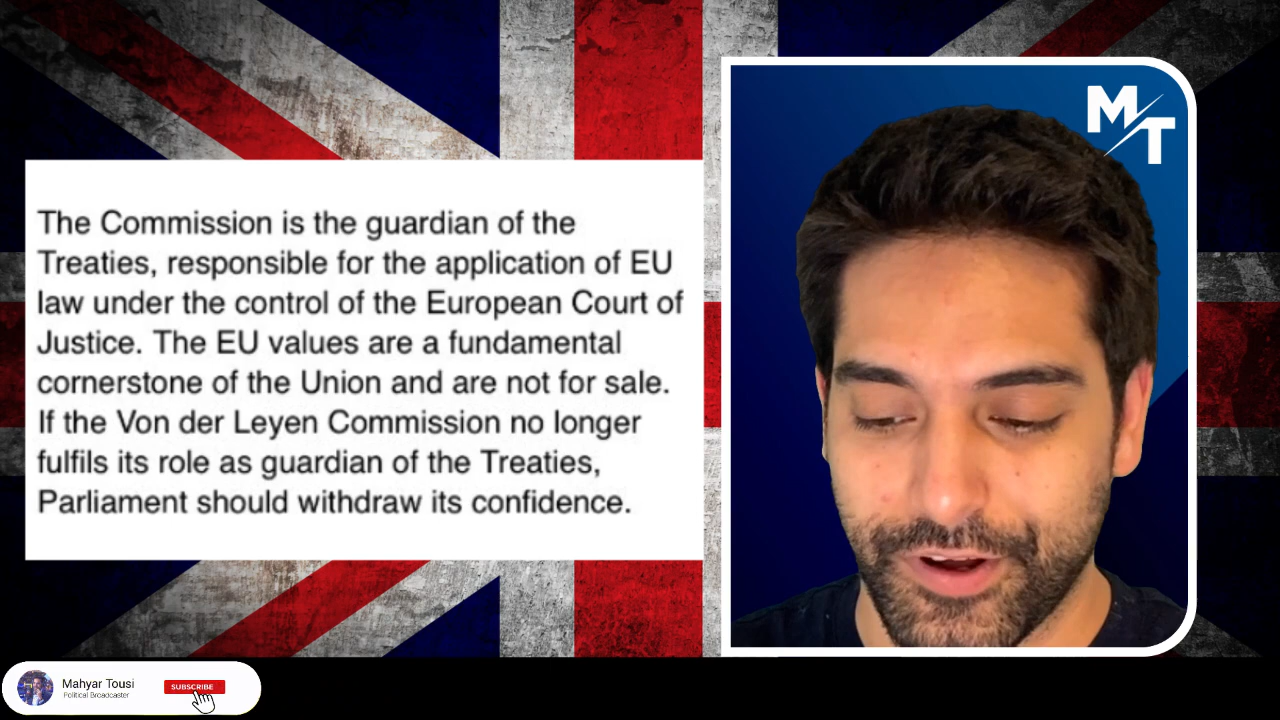 The Commission is the guardian of the
Treaties, responsible for the application of EU
law under the control of the European Court of
Justice. The EU values are a fundamental
cornerstone of the Union and are not for sale.
If the Von der Leyen Commission no longer
fulfils its role as guardian of the Treaties,
Parliament should withdraw its confidence.
MT
Mahyar Tousi
Political Broadcaster
SUBSCRIBE